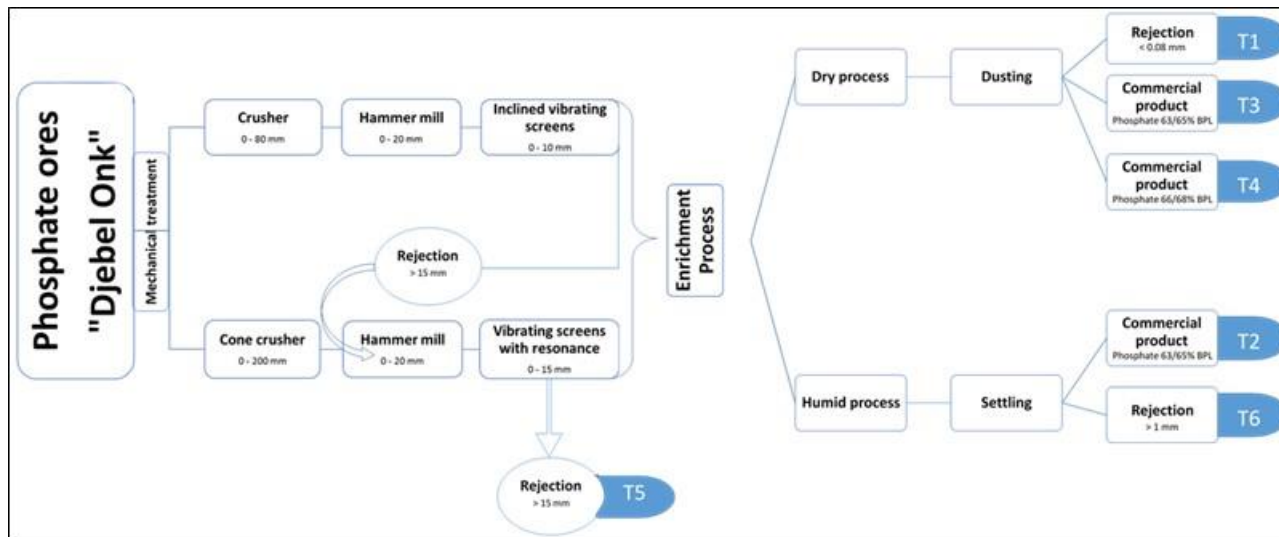 Phosphate ores
"Djebel Onk"
Mechanical treatment
Crusher
0 - 80 mm
Hammer mill
0 - 20 mm
Inclined vibrating
screens
0 - 10 mm
Rejection
> 15 mm
Cone crusher
0 - 200 mm
Hammer mill
0 - 20 mm
Vibrating screens
with resonance
0 - 15 mm
Rejection
> 15 mm
T5
Enrichment
Process
Dry process
Dusting
Rejection
< 0.08 mm
T1
Commercial
product
Phosphate 63/65% BPL
T3
Commercial
product
Phosphate 66/68% BPL
T4
Humid process
Settling
Commercial
product
Phosphate 63/65% BPL
T2
Rejection
> 1 mm
T6